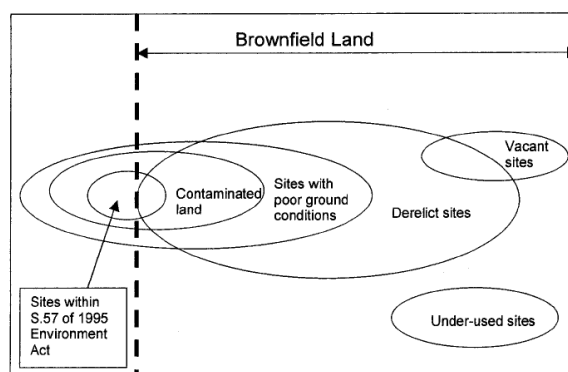 Brownfield Land
Vacant
sites
Contaminated
land
Sites with
poor ground
conditions
Derelict sites
Sites within
S.57 of 1995
Environment
Act
Under-used sites